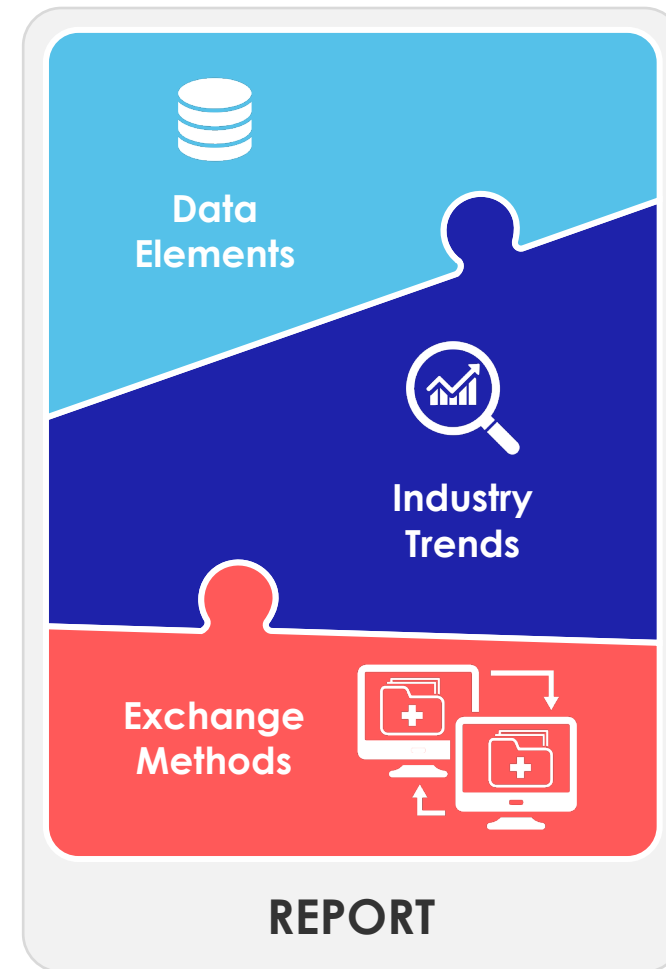 Data
Elements
Industry
Trends
Exchange
Methods
REPORT